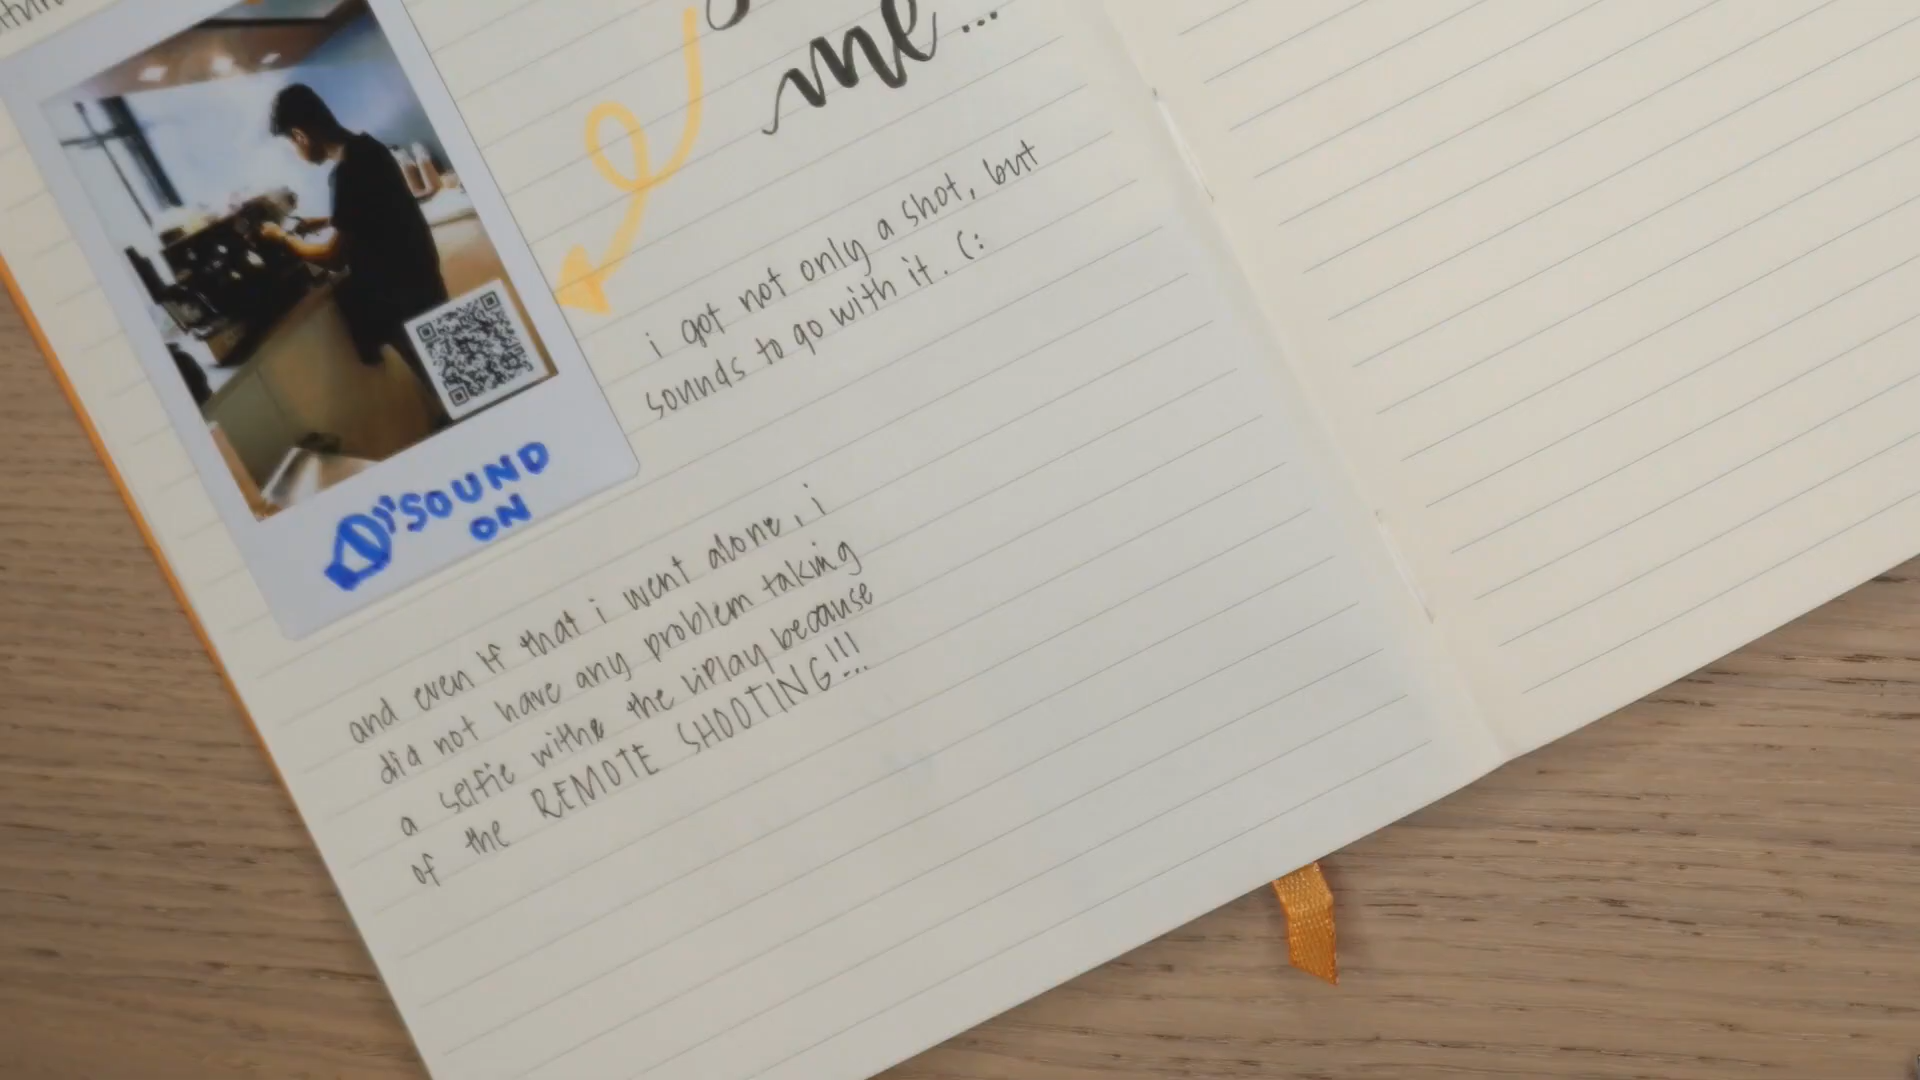 me...
i got not only a shot, but
sounds to go with it. (:
SOUND
ON
and even if that i went alone, i
did not have any problem taking
a selfie withe the liplay because
of the REMOTE SHOOTING!!!